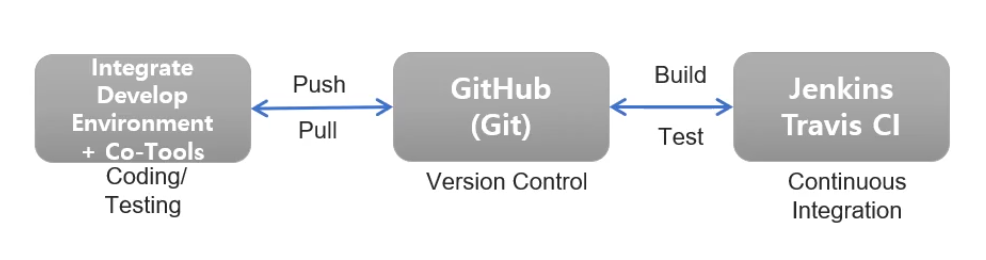 Integrate
Develop
Environment
+ Co-Tools
Coding/
Testing
Push
Pull
GitHub
(Git)
Version Control
Build
Test
Jenkins
Travis CI
Continuous
Integration